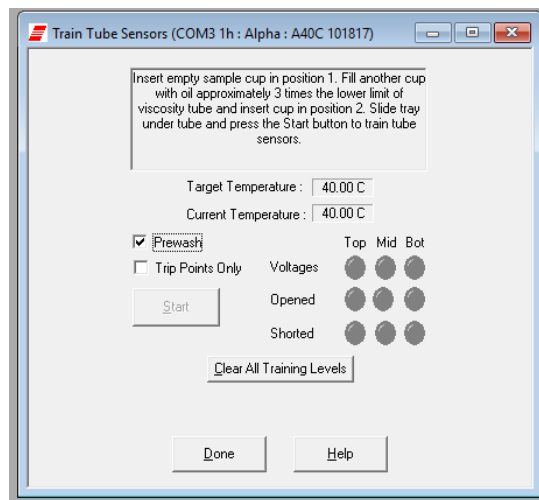 Train Tube Sensors (COM3 1h : Alpha : A40C 101817)
Insert empty sample cup in position 1. Fill another cup
with oil approximately 3 times the lower limit of
viscosity tube and insert cup in position 2. Slide tray
under tube and press the Start button to train tube
sensors.
Target Temperature : 40.00 C
Current Temperature : 40.00 C
Prewash Top Mid Bot
Trip Points Only Voltages
Start Opened
Shorted
Clear All Training Levels
Done Help